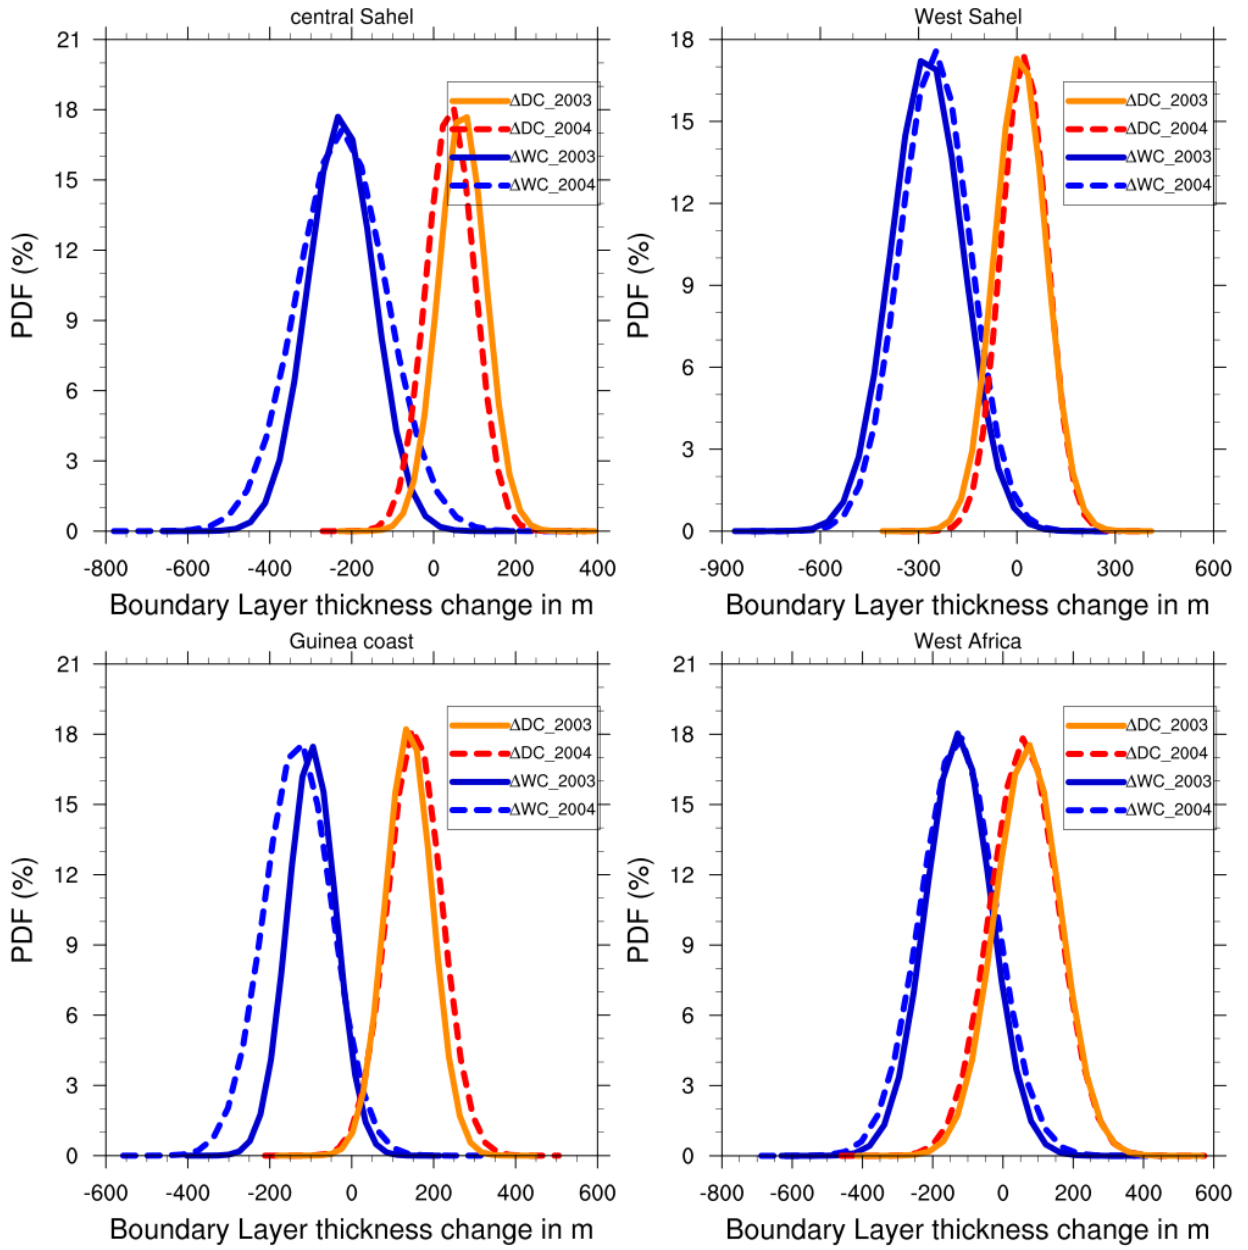 central Sahel
21
18
15
12
9
6
3
0
PDF (%)
-800 -600 -400 -200 0 200 400
Boundary Layer thickness change in m
ΔDC_2003
ΔDC_2004
ΔWC_2003
ΔWC_2004
West Sahel
18
15
12
9
6
3
0
PDF (%)
-900 -600 -300 0 300 600
Boundary Layer thickness change in m
ΔDC_2003
ΔDC_2004
ΔWC_2003
ΔWC_2004
Guinea coast
21
18
15
12
9
6
3
0
PDF (%)
-600 -400 -200 0 200 400 600
Boundary Layer thickness change in m
ΔDC_2003
ΔDC_2004
ΔWC_2003
ΔWC_2004
West Africa
21
18
15
12
9
6
3
0
PDF (%)
-800 -600 -400 -200 0 200 400 600
Boundary Layer thickness change in m
ΔDC_2003
ΔDC_2004
ΔWC_2003
ΔWC_2004